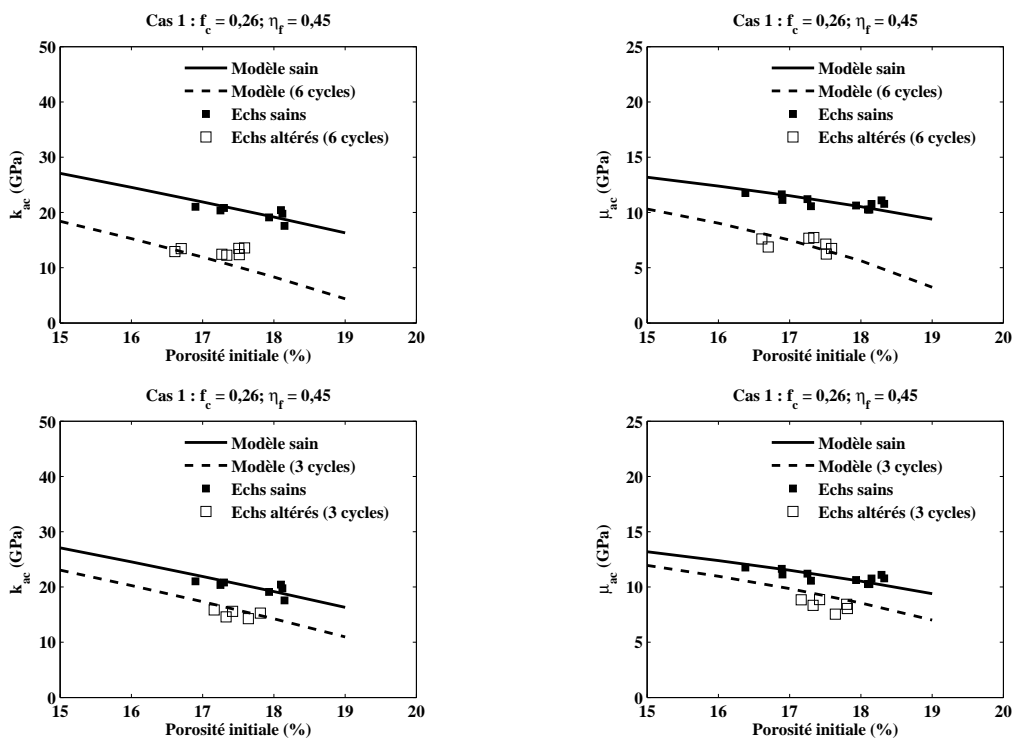 Cas 1 : f_c = 0,26; η_f = 0,45
50
40
30
20
10
0
k_ac (GPa)
Modèle sain
Modèle (6 cycles)
Echs sains
Echs altérés (6 cycles)
15 16 17 18 19 20
Porosité initiale (%)
Cas 1 : f_c = 0,26; η_f = 0,45
25
20
15
10
5
0
μ_ac (GPa)
Modèle sain
Modèle (6 cycles)
Echs sains
Echs altérés (6 cycles)
15 16 17 18 19 20
Porosité initiale (%)
Cas 1 : f_c = 0,26; η_f = 0,45
50
40
30
20
10
0
k_ac (GPa)
Modèle sain
Modèle (3 cycles)
Echs sains
Echs altérés (3 cycles)
15 16 17 18 19 20
Porosité initiale (%)
Cas 1 : f_c = 0,26; η_f = 0,45
25
20
15
10
5
0
μ_ac (GPa)
Modèle sain
Modèle (3 cycles)
Echs sains
Echs altérés (3 cycles)
15 16 17 18 19 20
Porosité initiale (%)